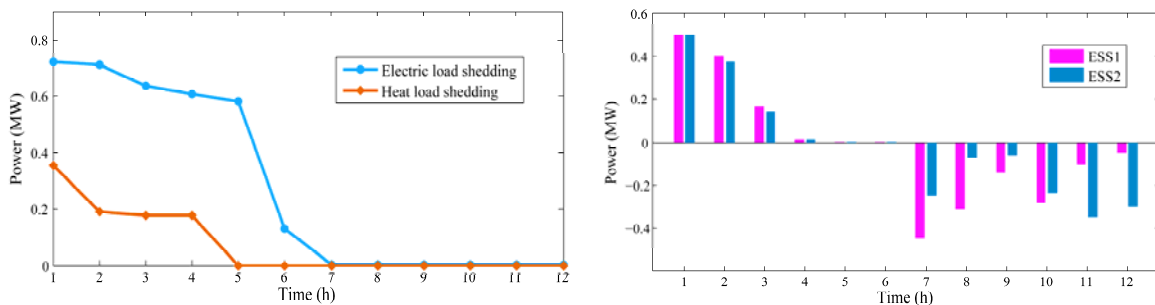 0.8
0.6
0.4
0.2
0
Power (MW)
Electric load shedding
Heat load shedding
1 2 3 4 5 6 7 8 9 10 11 12
Time (h)
0.6
0.4
0.2
0
−0.2
−0.4
Power (MW)
ESS1
ESS2
1 2 3 4 5 6 7 8 9 10 11 12
Time (h)